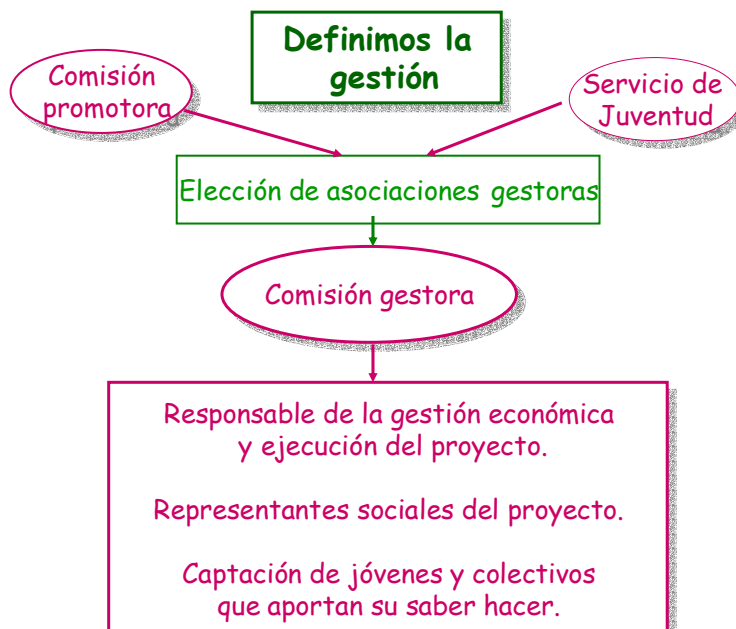 Definimos la
gestión
Comisión
promotora
Servicio de
Juventud
Elección de asociaciones gestoras
Comisión gestora
Responsable de la gestión económica
y ejecución del proyecto.
Representantes sociales del proyecto.
Captación de jóvenes y colectivos
que aportan su saber hacer.